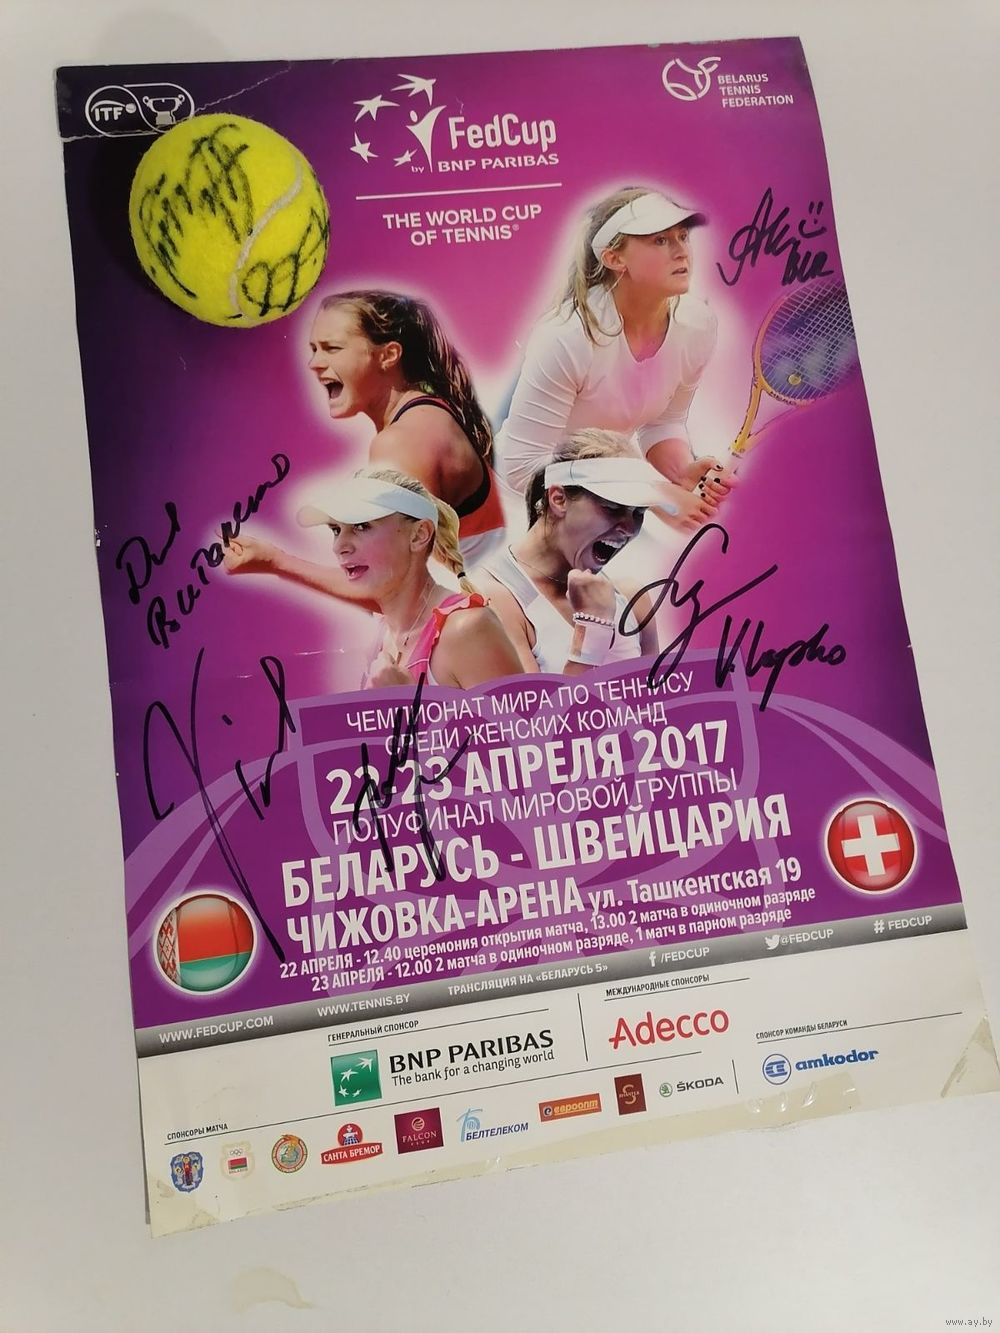 ITF
BELARUS
TENNIS
FEDERATION
FedCup
by BNP PARIBAS
THE WORLD CUP
OF TENNIS®
ЧЕМПИОНАТ МИРА ПО ТЕННИСУ
СРЕДИ ЖЕНСКИХ КОМАНД
22-23 АПРЕЛЯ 2017
ПОЛУФИНАЛ МИРОВОЙ ГРУППЫ
БЕЛАРУСЬ - ШВЕЙЦАРИЯ
ЧИЖОВКА-АРЕНА ул. Ташкентская 19
22 АПРЕЛЯ - 12.40 церемония открытия матча, 13.00 2 матча в одиночном разряде
23 АПРЕЛЯ - 12.00 2 матча в одиночном разряде, 1 матч в парном разряде
WWW.FEDCUP.COM WWW.TENNIS.BY ТРАНСЛЯЦИЯ НА «БЕЛАРУСЬ 5» /FEDCUP @FEDCUP # FEDCUP
ГЕНЕРАЛЬНЫЙ СПОНСОР
BNP PARIBAS
The bank for a changing world
МЕЖДУНАРОДНЫЕ СПОНСОРЫ
Adecco
СПОНСОР КОМАНДЫ БЕЛАРУСИ
amkodor
СПОНСОРЫ МАТЧА
САНТА БРЕМОР
FALCON
CLUB
БЕЛТЕЛЕКОМ
евроопт
ŠKODA
www.ay.by